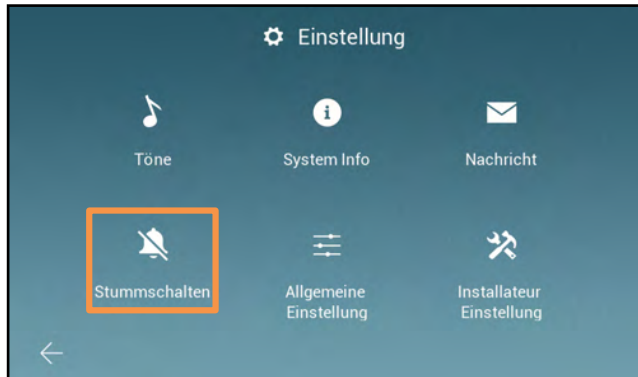 Einstellung
Töne
System Info
Nachricht
Stummschalten
Allgemeine
Einstellung
Installateur
Einstellung